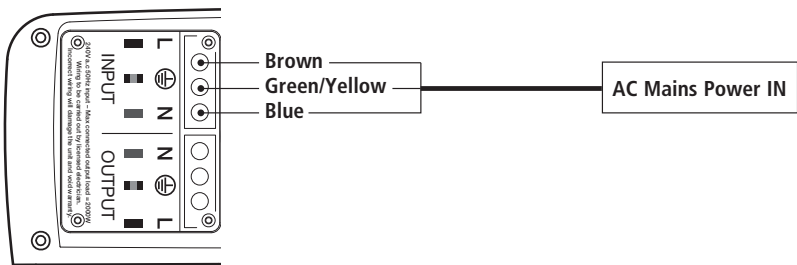 240V a.c 50Hz input – Max connected output load = 2000W
Wiring to be carried out by licensed electrician.
Incorrect wiring will damage the unit and void warranty.
INPUT
L
N
OUTPUT
N
L
Brown
Green/Yellow
Blue
AC Mains Power IN